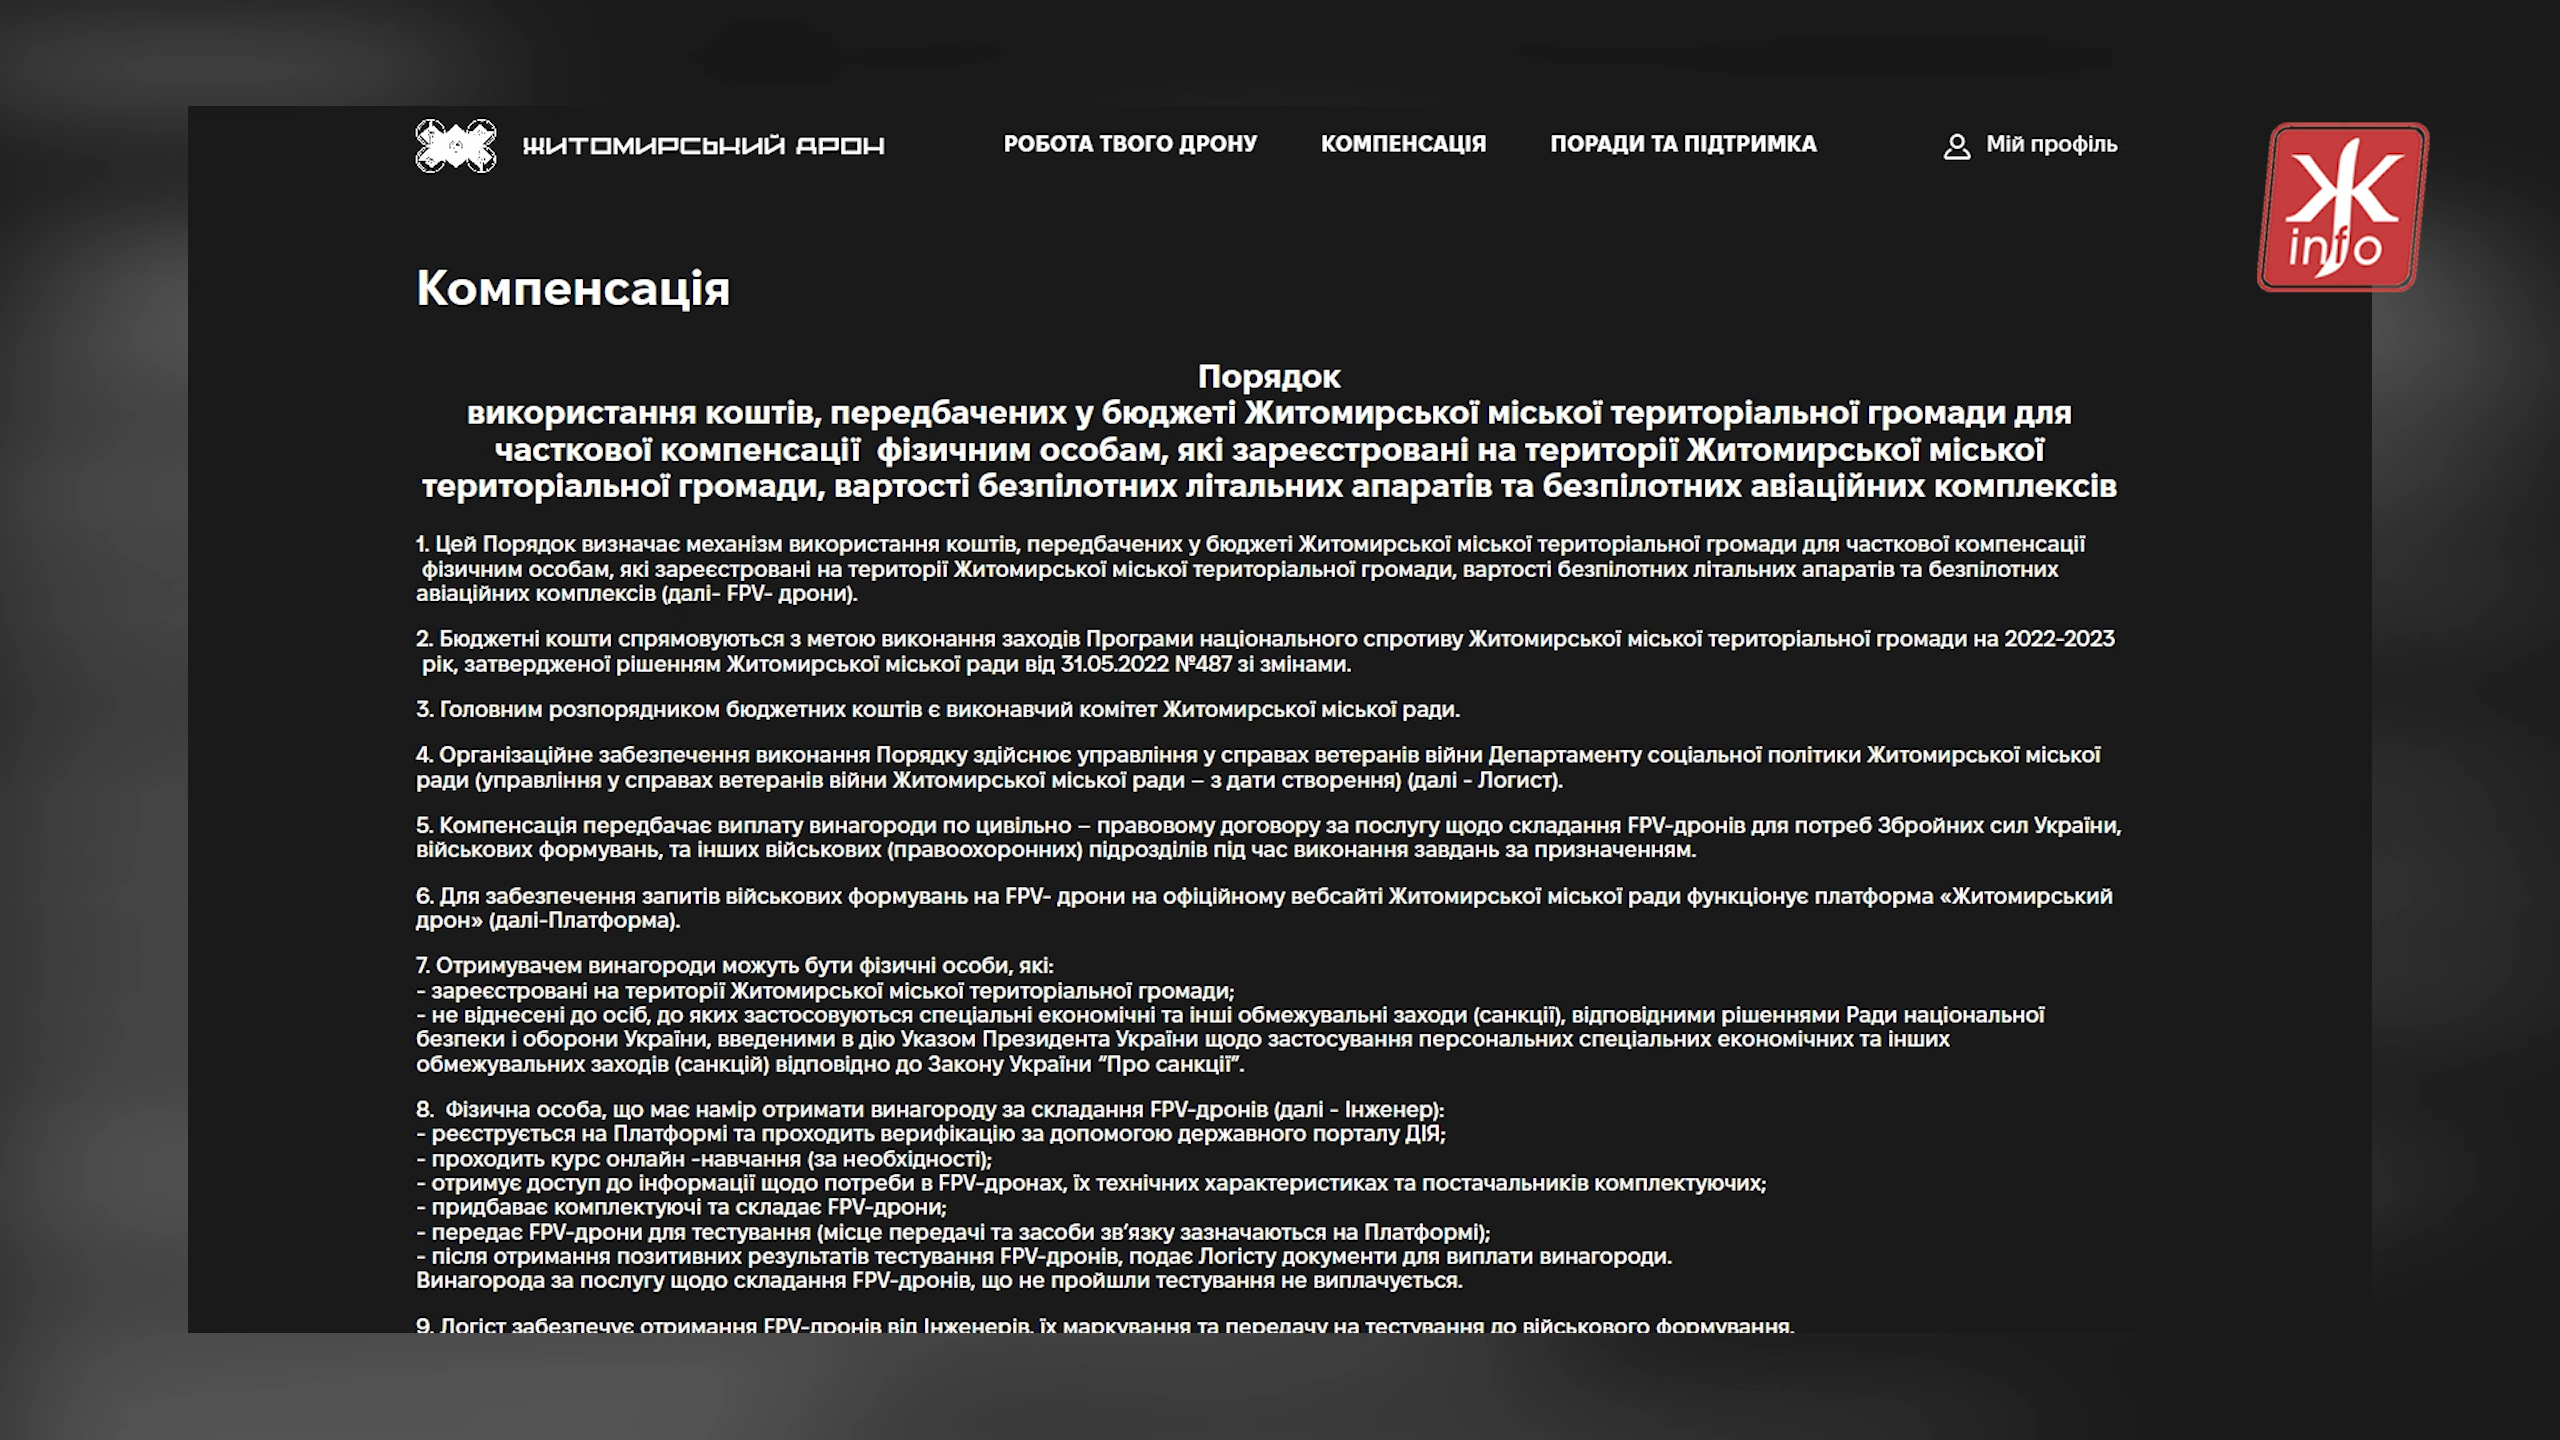 ЖИТОМИРСЬКИЙ ДРОН
РОБОТА ТВОГО ДРОНУ
КОМПЕНСАЦІЯ
ПОРАДИ ТА ПІДТРИМКА
Мій профіль
Ж
info
Компенсація
Порядок
використання коштів, передбачених у бюджеті Житомирської міської територіальної громади для
часткової компенсації фізичним особам, які зареєстровані на території Житомирської міської
територіальної громади, вартості безпілотних літальних апаратів та безпілотних авіаційних комплексів
1. Цей Порядок визначає механізм використання коштів, передбачених у бюджеті Житомирської міської територіальної громади для часткової компенсації
фізичним особам, які зареєстровані на території Житомирської міської територіальної громади, вартості безпілотних літальних апаратів та безпілотних
авіаційних комплексів (далі- FPV- дрони).
2. Бюджетні кошти спрямовуються з метою виконання заходів Програми національного спротиву Житомирської міської територіальної громади на 2022-2023
рік, затвердженої рішенням Житомирської міської ради від 31.05.2022 №487 зі змінами.
3. Головним розпорядником бюджетних коштів є виконавчий комітет Житомирської міської ради.
4. Організаційне забезпечення виконання Порядку здійснює управління у справах ветеранів війни Департаменту соціальної політики Житомирської міської
ради (управління у справах ветеранів війни Житомирської міської ради – з дати створення) (далі - Логист).
5. Компенсація передбачає виплату винагороди по цивільно – правовому договору за послугу щодо складання FPV-дронів для потреб Збройних сил України,
військових формувань, та інших військових (правоохоронних) підрозділів під час виконання завдань за призначенням.
6. Для забезпечення запитів військових формувань на FPV- дрони на офіційному вебсайті Житомирської міської ради функціонує платформа «Житомирський
дрон» (далі-Платформа).
7. Отримувачем винагороди можуть бути фізичні особи, які:
- зареєстровані на території Житомирської міської територіальної громади;
- не віднесені до осіб, до яких застосовуються спеціальні економічні та інші обмежувальні заходи (санкції), відповідними рішеннями Ради національної
безпеки і оборони України, введеними в дію Указом Президента України щодо застосування персональних спеціальних економічних та інших
обмежувальних заходів (санкцій) відповідно до Закону України “Про санкції”.
8. Фізична особа, що має намір отримати винагороду за складання FPV-дронів (далі - Інженер):
- реєструється на Платформі та проходить верифікацію за допомогою державного порталу ДІЯ;
- проходить курс онлайн -навчання (за необхідності);
- отримує доступ до інформації щодо потреби в FPV-дронах, їх технічних характеристиках та постачальників комплектуючих;
- придбаває комплектуючі та складає FPV-дрони;
- передає FPV-дрони для тестування (місце передачі та засоби зв’язку зазначаються на Платформі);
- після отримання позитивних результатів тестування FPV-дронів, подає Логісту документи для виплати винагороди.
Винагорода за послугу щодо складання FPV-дронів, що не пройшли тестування не виплачується.
9. Логіст забезпечує отримання FPV-дронів від Інженерів, їх маркування та передачу на тестування до військового формування.